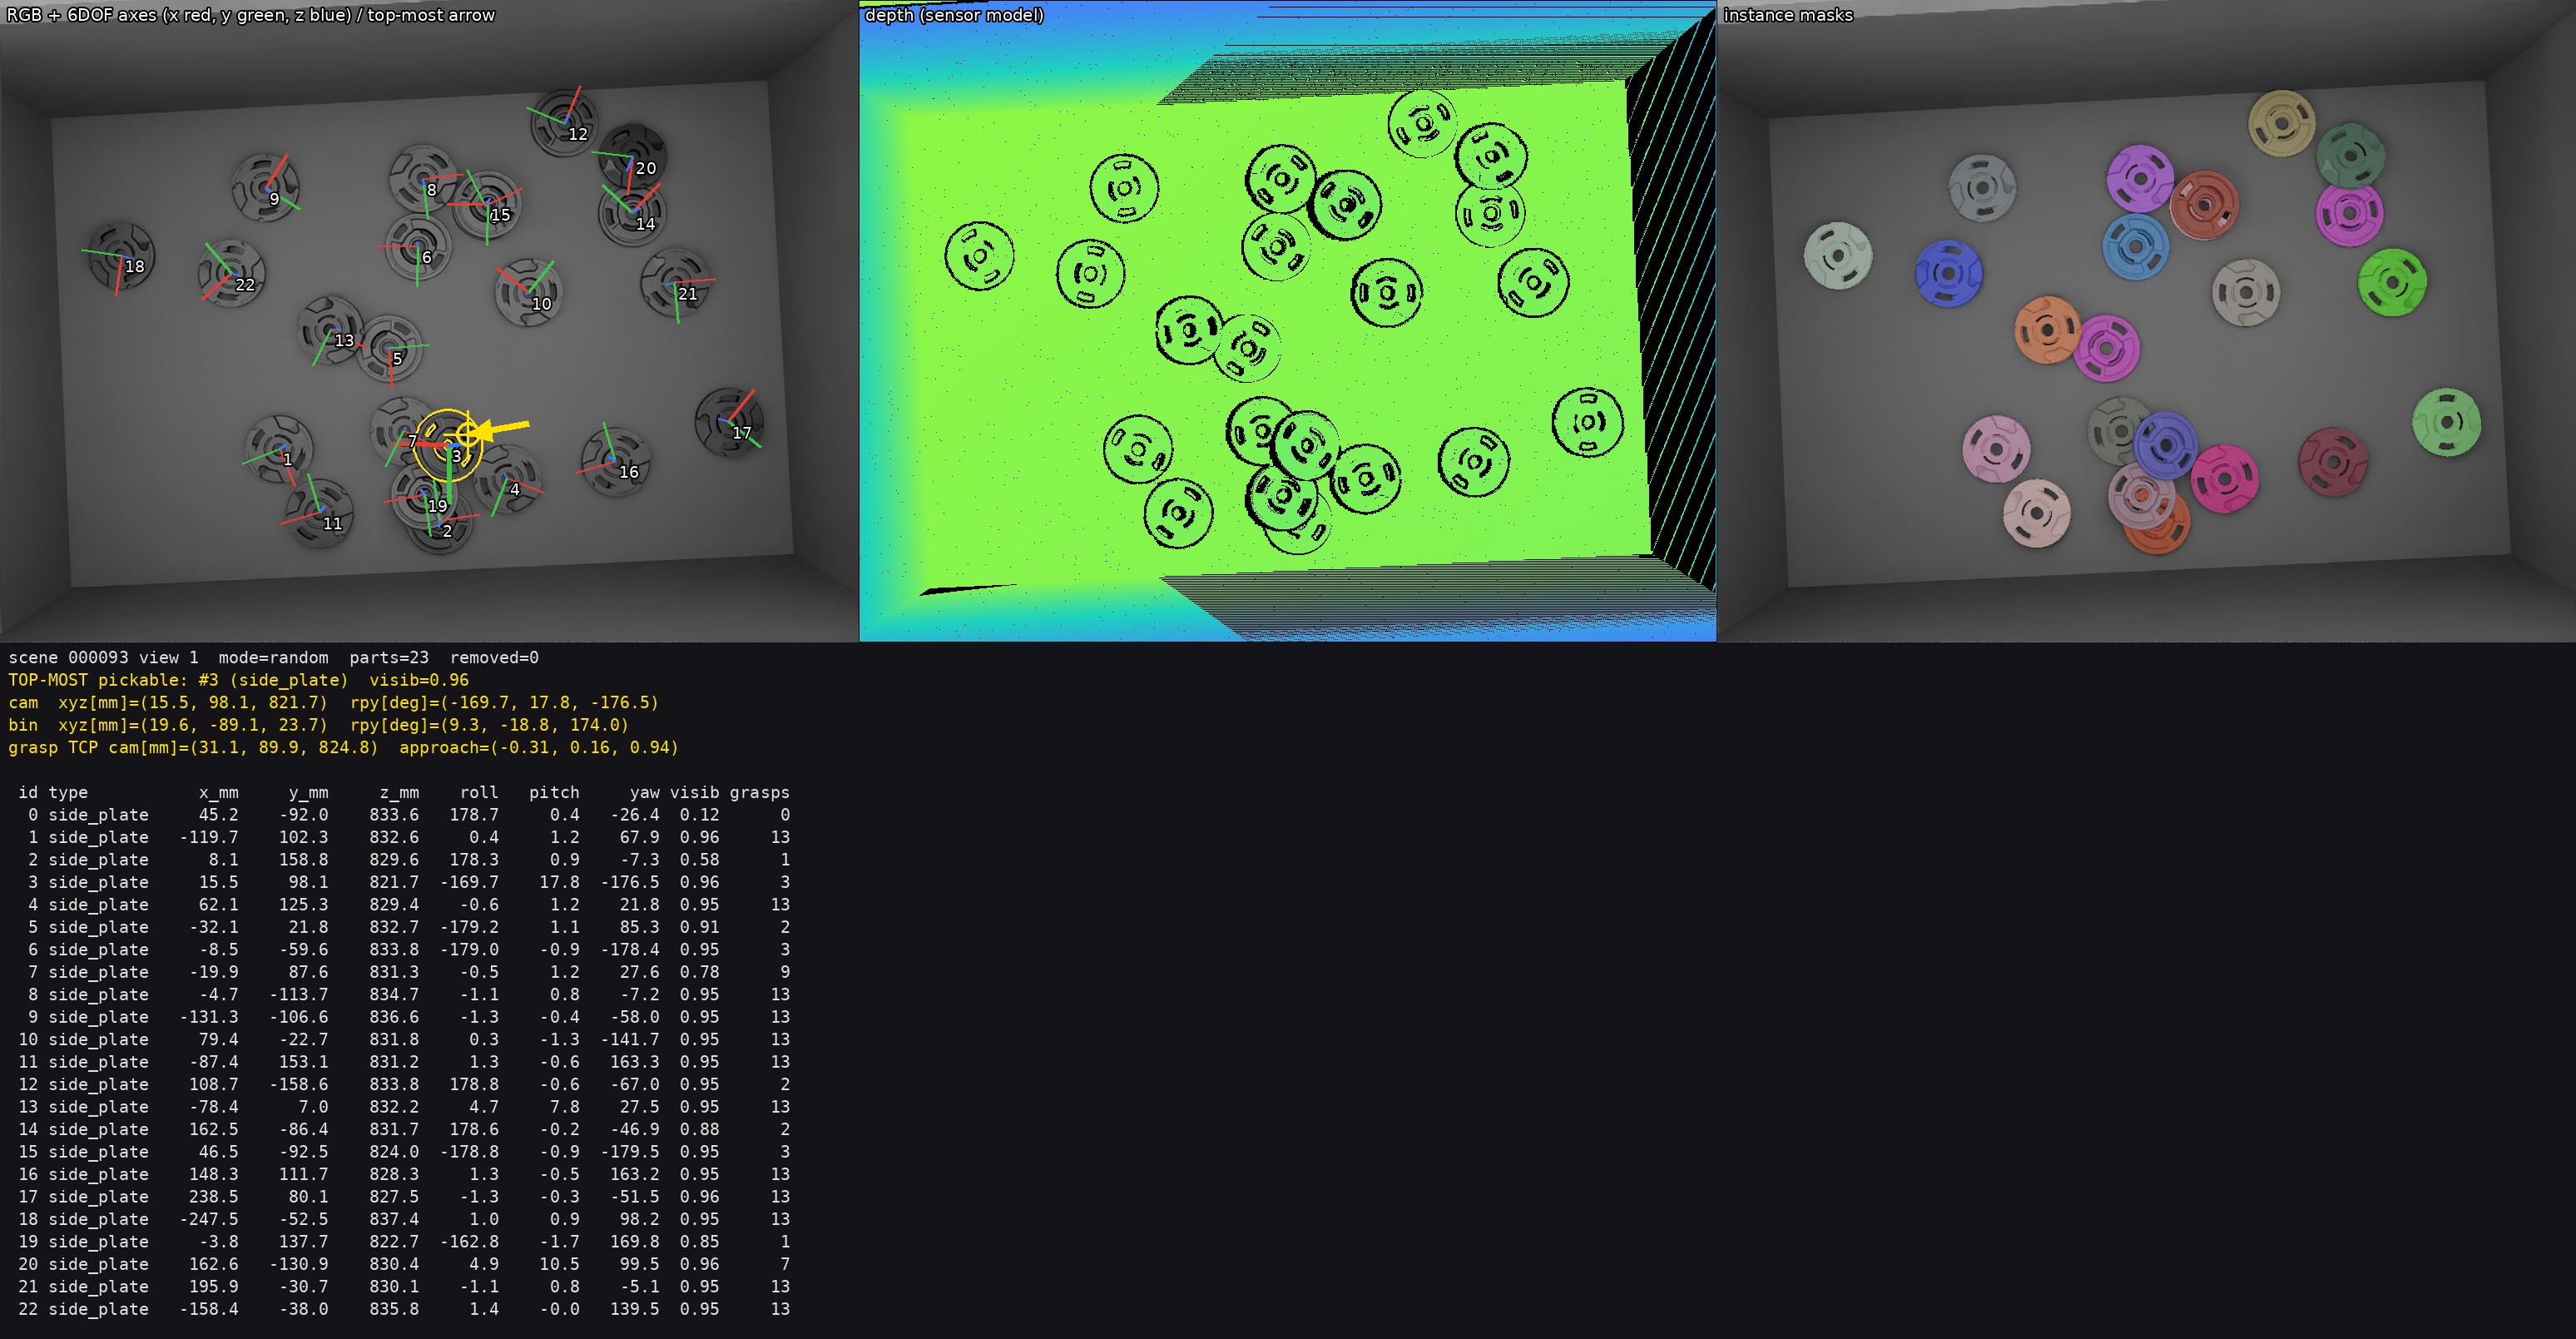 RGB + 6DOF axes (x red, y green, z blue) / top-most arrow
depth (sensor model)
instance masks
12
20
9
8
15
14
18
6
22
10
21
13
5
7
3
17
1
16
4
19
11
2
scene 000093 view 1  mode=random  parts=23  removed=0
TOP-MOST pickable: #3 (side_plate)  visib=0.96
cam  xyz[mm]=(15.5, 98.1, 821.7)  rpy[deg]=(-169.7, 17.8, -176.5)
bin  xyz[mm]=(19.6, -89.1, 23.7)  rpy[deg]=(9.3, -18.8, 174.0)
grasp TCP cam[mm]=(31.1, 89.9, 824.8)  approach=(-0.31, 0.16, 0.94)
id type x_mm y_mm z_mm roll pitch yaw visib grasps
0 side_plate 45.2 -92.0 833.6 178.7 0.4 -26.4 0.12 0
1 side_plate -119.7 102.3 832.6 0.4 1.2 67.9 0.96 13
2 side_plate 8.1 158.8 829.6 178.3 0.9 -7.3 0.58 1
3 side_plate 15.5 98.1 821.7 -169.7 17.8 -176.5 0.96 3
4 side_plate 62.1 125.3 829.4 -0.6 1.2 21.8 0.95 13
5 side_plate -32.1 21.8 832.7 -179.2 1.1 85.3 0.91 2
6 side_plate -8.5 -59.6 833.8 -179.0 -0.9 -178.4 0.95 3
7 side_plate -19.9 87.6 831.3 -0.5 1.2 27.6 0.78 9
8 side_plate -4.7 -113.7 834.7 -1.1 0.8 -7.2 0.95 13
9 side_plate -131.3 -106.6 836.6 -1.3 -0.4 -58.0 0.95 13
10 side_plate 79.4 -22.7 831.8 0.3 -1.3 -141.7 0.95 13
11 side_plate -87.4 153.1 831.2 1.3 -0.6 163.3 0.95 13
12 side_plate 108.7 -158.6 833.8 178.8 -0.6 -67.0 0.95 2
13 side_plate -78.4 7.0 832.2 4.7 7.8 27.5 0.95 13
14 side_plate 162.5 -86.4 831.7 178.6 -0.2 -46.9 0.88 2
15 side_plate 46.5 -92.5 824.0 -178.8 -0.9 -179.5 0.95 3
16 side_plate 148.3 111.7 828.3 1.3 -0.5 163.2 0.95 13
17 side_plate 238.5 80.1 827.5 -1.3 -0.3 -51.5 0.96 13
18 side_plate -247.5 -52.5 837.4 1.0 0.9 98.2 0.95 13
19 side_plate -3.8 137.7 822.7 -162.8 -1.7 169.8 0.85 1
20 side_plate 162.6 -130.9 830.4 4.9 10.5 99.5 0.96 7
21 side_plate 195.9 -30.7 830.1 -1.1 0.8 -5.1 0.95 13
22 side_plate -158.4 -38.0 835.8 1.4 -0.0 139.5 0.95 13